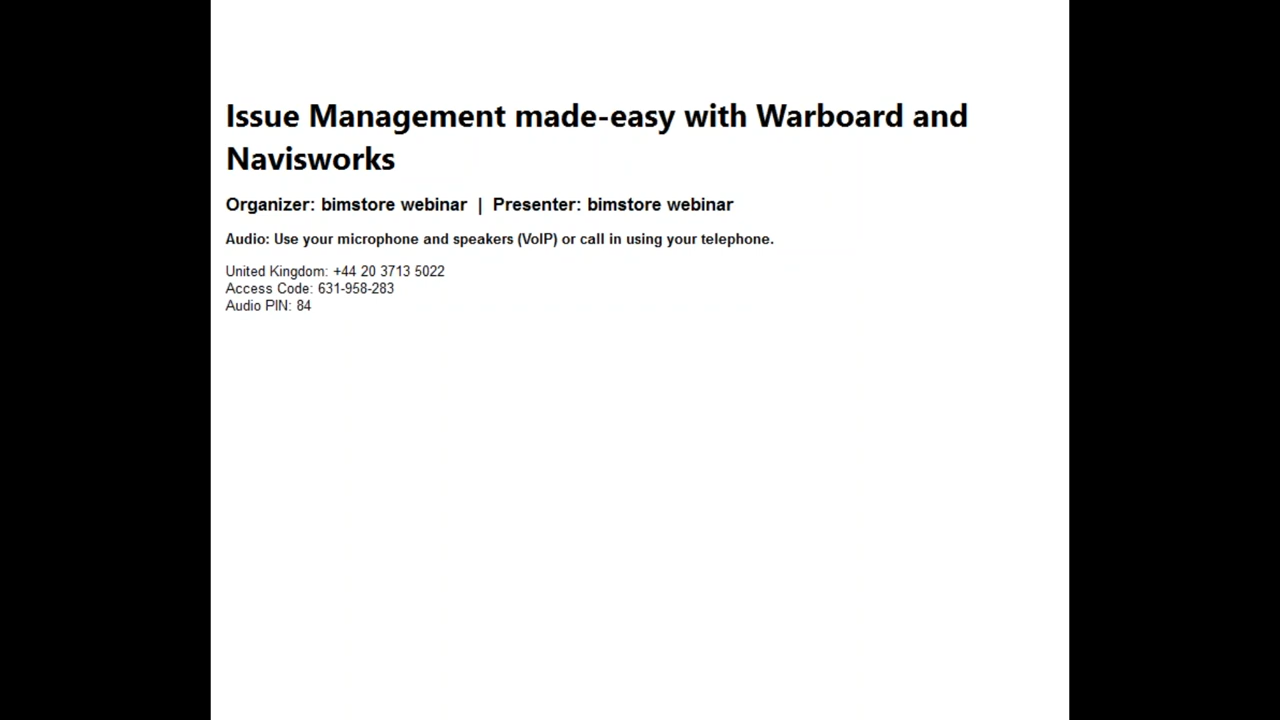 Issue Management made-easy with Warboard and
Navisworks
Organizer: bimstore webinar | Presenter: bimstore webinar
Audio: Use your microphone and speakers (VoIP) or call in using your telephone.
United Kingdom: +44 20 3713 5022
Access Code: 631-958-283
Audio PIN: 84